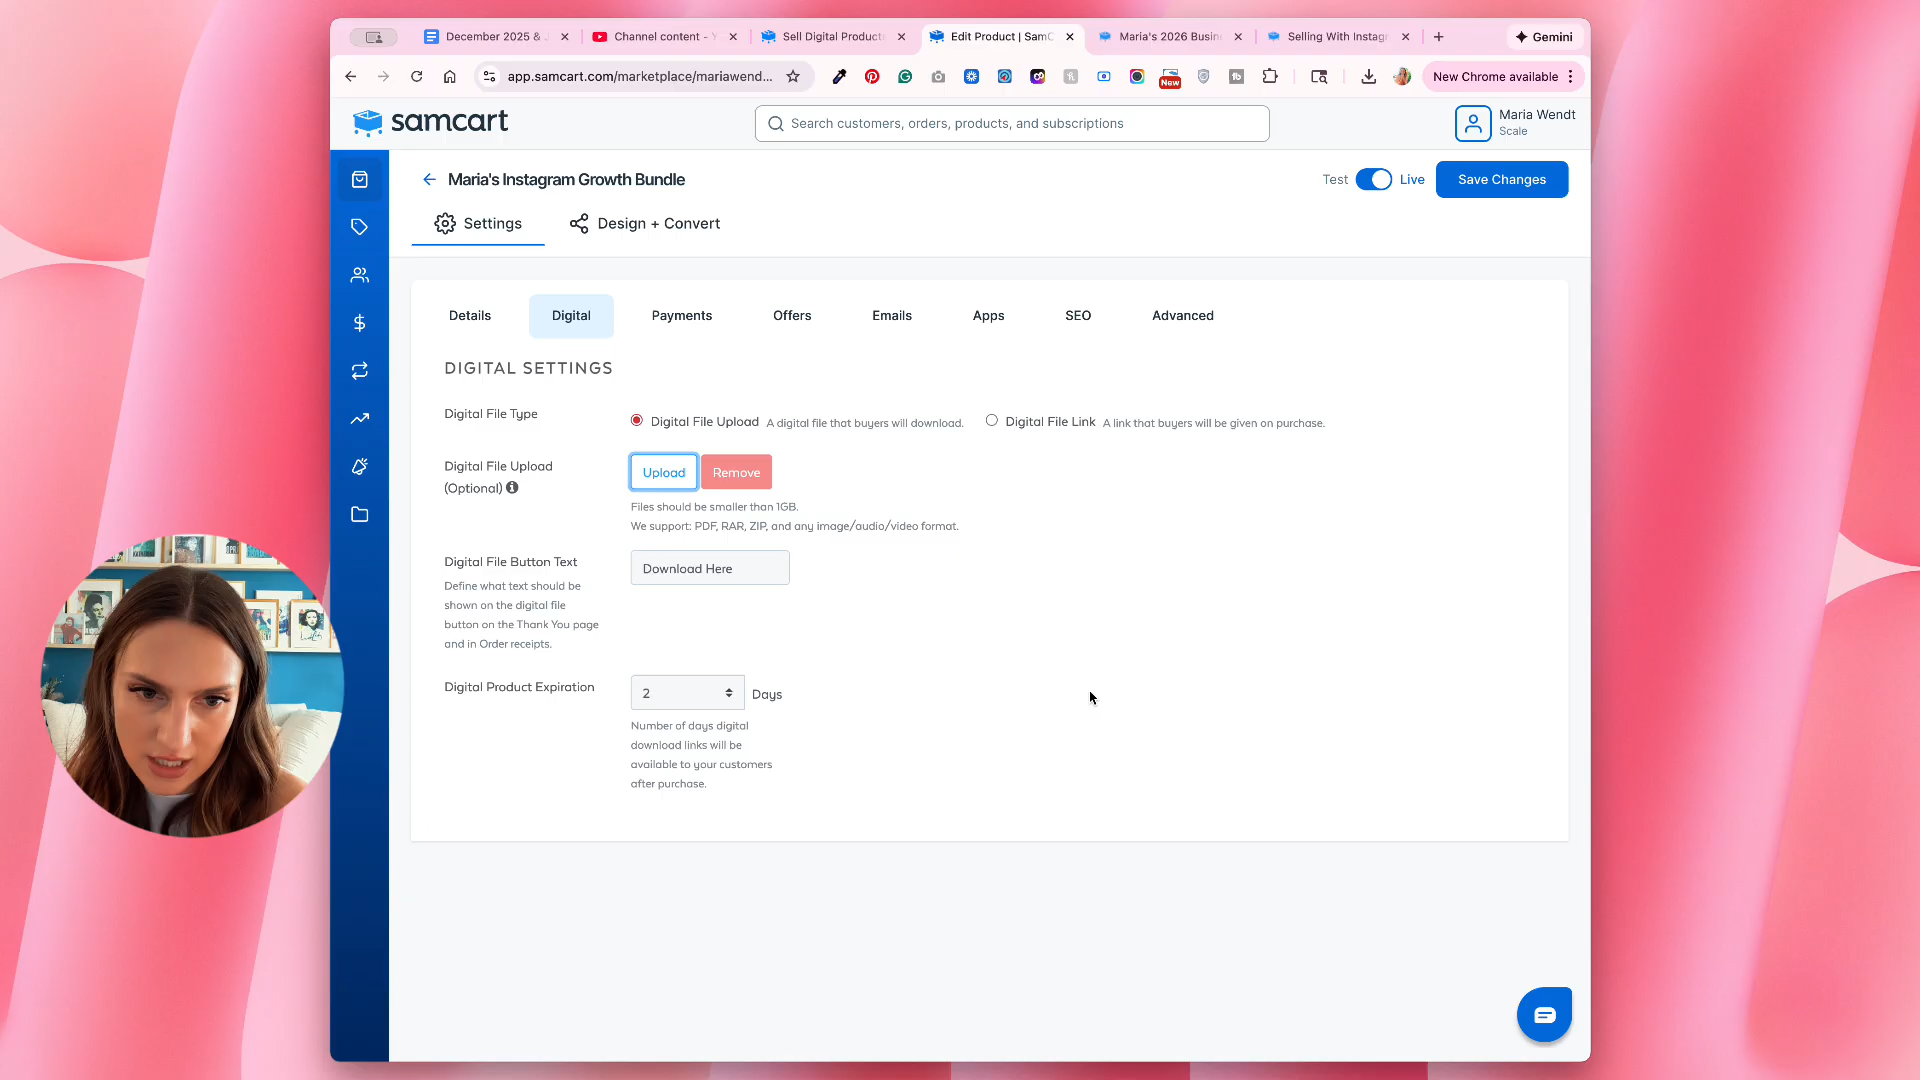 December 2025 &
Channel content - Y
Sell Digital Products
Edit Product | SamC
Maria's 2026 Busin
Selling With Instagr
Gemini
app.samcart.com/marketplace/mariawend...
New
New Chrome available
samcart
Search customers, orders, products, and subscriptions
Maria Wendt
Scale
Maria's Instagram Growth Bundle
Test
Live
Save Changes
Settings
Design + Convert
Details
Digital
Payments
Offers
Emails
Apps
SEO
Advanced
DIGITAL SETTINGS
Digital File Type
Digital File Upload A digital file that buyers will download.
Digital File Link A link that buyers will be given on purchase.
Digital File Upload
(Optional)
Upload
Remove
Files should be smaller than 1GB.
We support: PDF, RAR, ZIP, and any image/audio/video format.
Digital File Button Text
Define what text should be
shown on the digital file
button on the Thank You page
and in Order receipts.
Download Here
Digital Product Expiration
2
Days
Number of days digital
download links will be
available to your customers
after purchase.